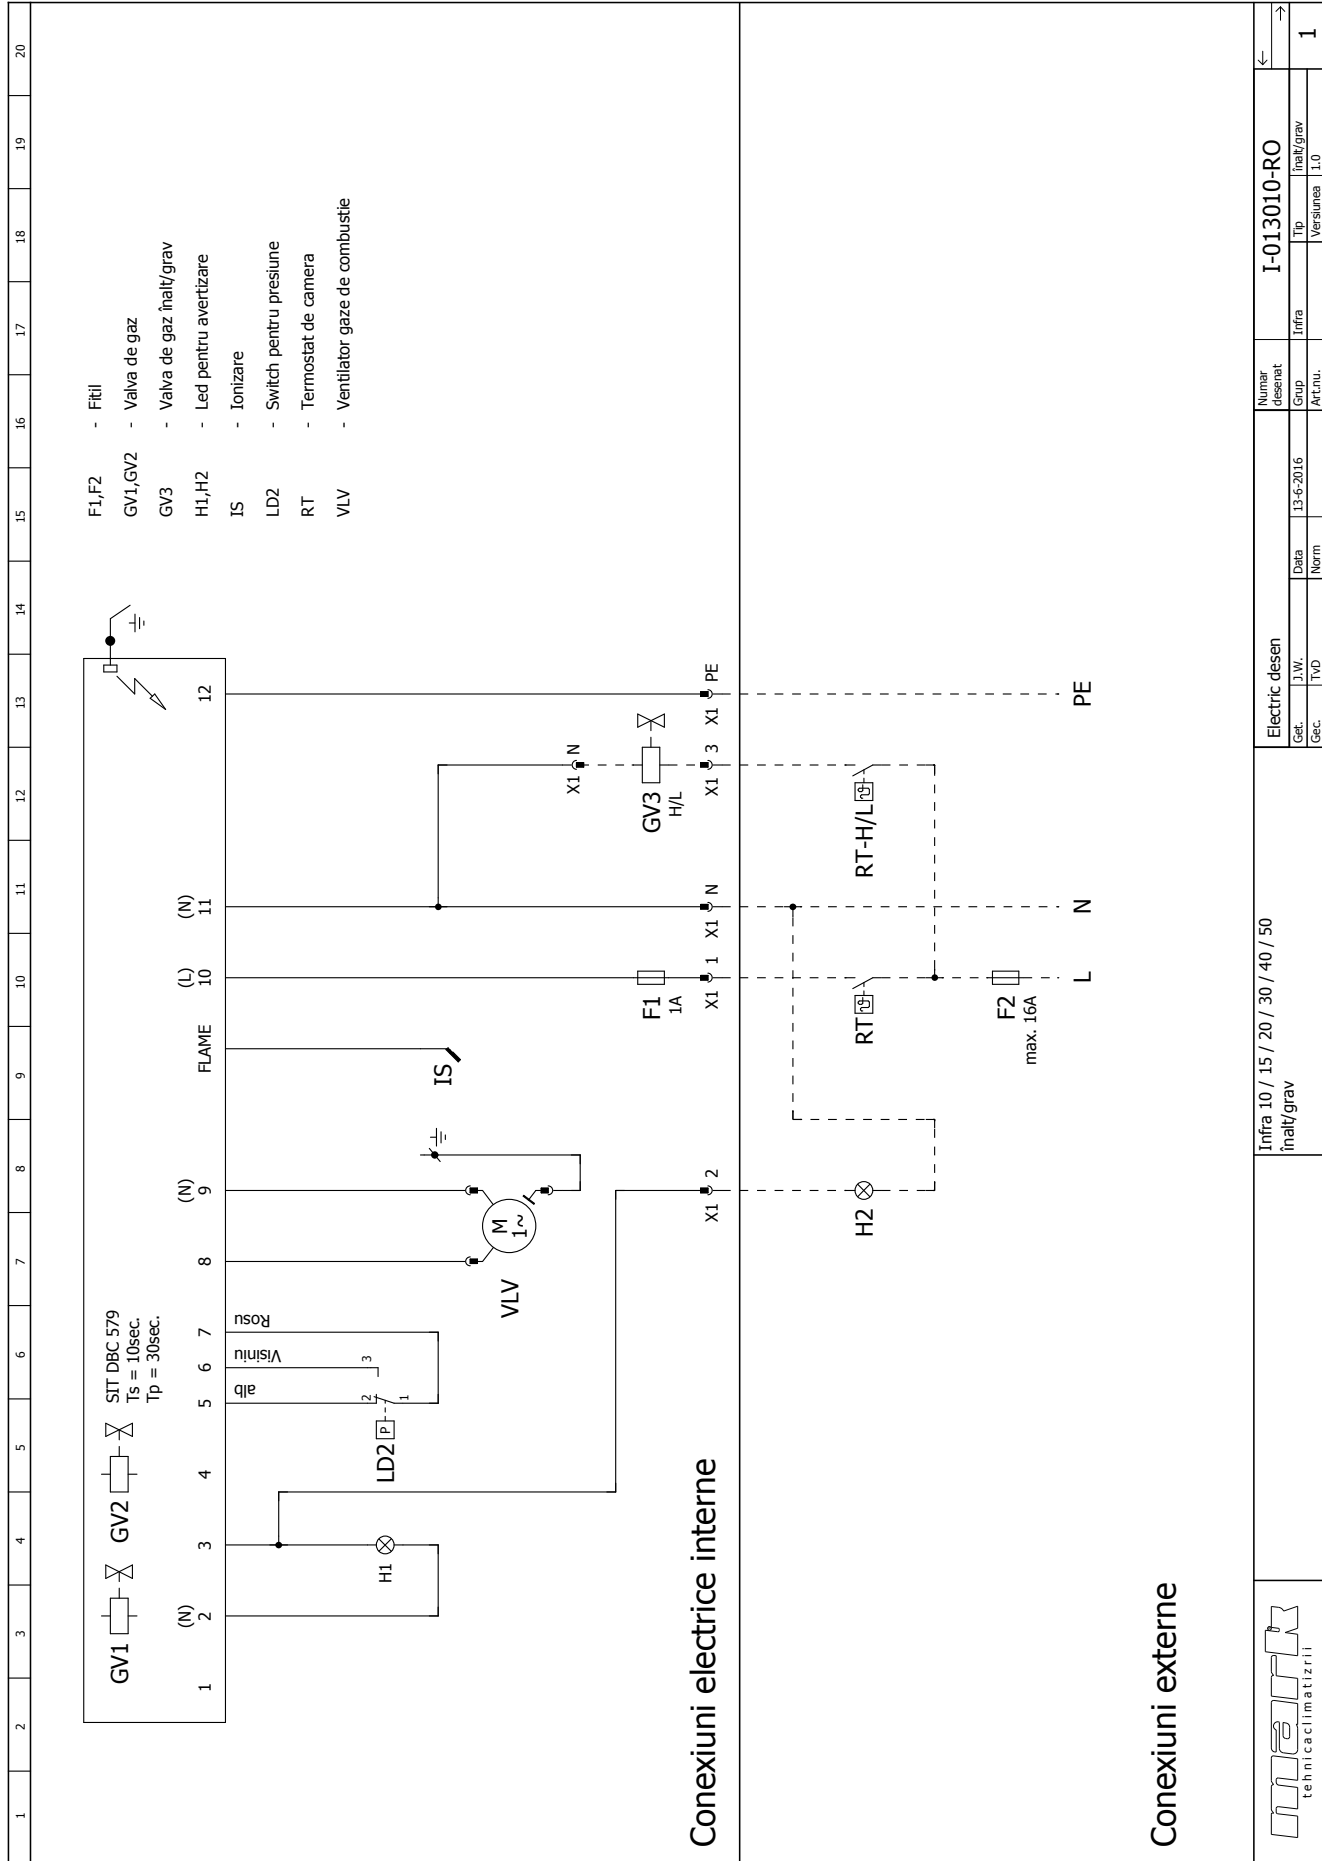 1 2 3 4 5 6 7 8 9 10 11 12 13 14 15 16 17 18 19 20
F1,F2 - Fitil
GV1,GV2 - Valva de gaz
GV3 - Valva de gaz înalt/grav
H1,H2 - Led pentru avertizare
IS - Ionizare
LD2 - Switch pentru presiune
RT - Termostat de camera
VLV - Ventilator gaze de combustie
GV1
GV2
SIT DBC 579
Ts = 10sec.
Tp = 30sec.
(N) (N) (L) (N)
1 2 3 4 5 6 7 8 9 FLAME 10 11 12
alb
Visiniu
Rosu
H1
LD2
P
2
1
3
M
1~
VLV
IS
X1 N
GV3
H/L
F1
1A
X1 2
X1 1
X1 N
X1 3
X1 PE
Conexiuni electrice interne
H2
RT
RT-H/L
F2
max. 16A
L
N
PE
Conexiuni externe
mark
tehnicaclimatizrii
Infra 10 / 15 / 20 / 30 / 40 / 50
înalt/grav
Electric desen
Get. J.W. Data 13-6-2016
Gec. TvD Norm
Numar
desenat
I-013010-RO
Grup Infra Tip înalt/grav
Art.nu. Versiunea 1.0
← →
1